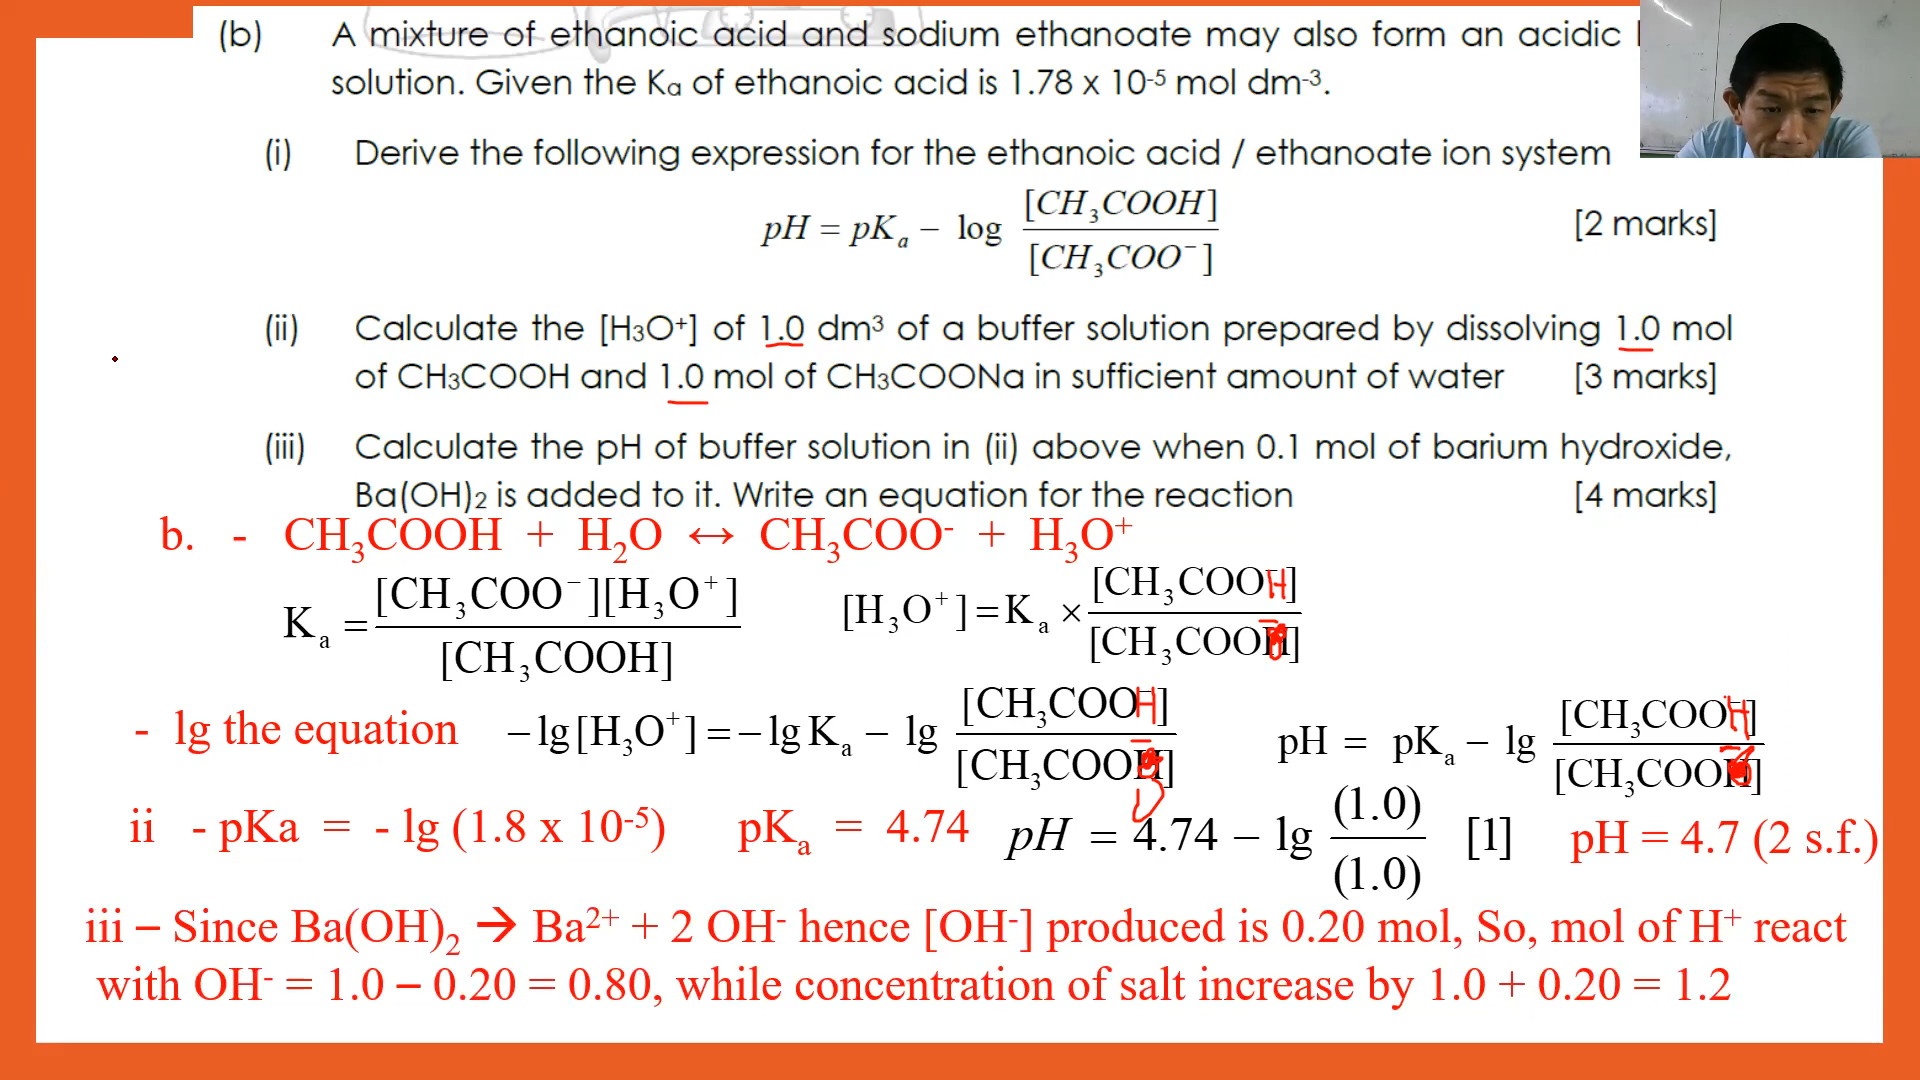 (b) A mixture of ethanoic acid and sodium ethanoate may also form an acidic
solution. Given the Ka of ethanoic acid is 1.78 x 10⁻⁵ mol dm⁻³.
(i) Derive the following expression for the ethanoic acid / ethanoate ion system
pH = pKₐ − log [CH₃COOH] / [CH₃COO⁻] [2 marks]
(ii) Calculate the [H₃O⁺] of 1.0 dm³ of a buffer solution prepared by dissolving 1.0 mol
of CH₃COOH and 1.0 mol of CH₃COONa in sufficient amount of water [3 marks]
(iii) Calculate the pH of buffer solution in (ii) above when 0.1 mol of barium hydroxide,
Ba(OH)₂ is added to it. Write an equation for the reaction [4 marks]
b. - CH₃COOH + H₂O ↔ CH₃COO⁻ + H₃O⁺
Kₐ = [CH₃COO⁻][H₃O⁺] / [CH₃COOH] [H₃O⁺] = Kₐ × [CH₃COOH] / [CH₃COO⁻]
- lg the equation −lg[H₃O⁺] = −lg Kₐ − lg [CH₃COOH] / [CH₃COO⁻] pH = pKₐ − lg [CH₃COOH] / [CH₃COO⁻]
ii - pKa = - lg (1.8 x 10⁻⁵) pKₐ = 4.74 pH = 4.74 − lg (1.0) / (1.0) [1] pH = 4.7 (2 s.f.)
iii – Since Ba(OH)₂ → Ba²⁺ + 2 OH⁻ hence [OH⁻] produced is 0.20 mol, So, mol of H⁺ react
with OH⁻ = 1.0 – 0.20 = 0.80, while concentration of salt increase by 1.0 + 0.20 = 1.2